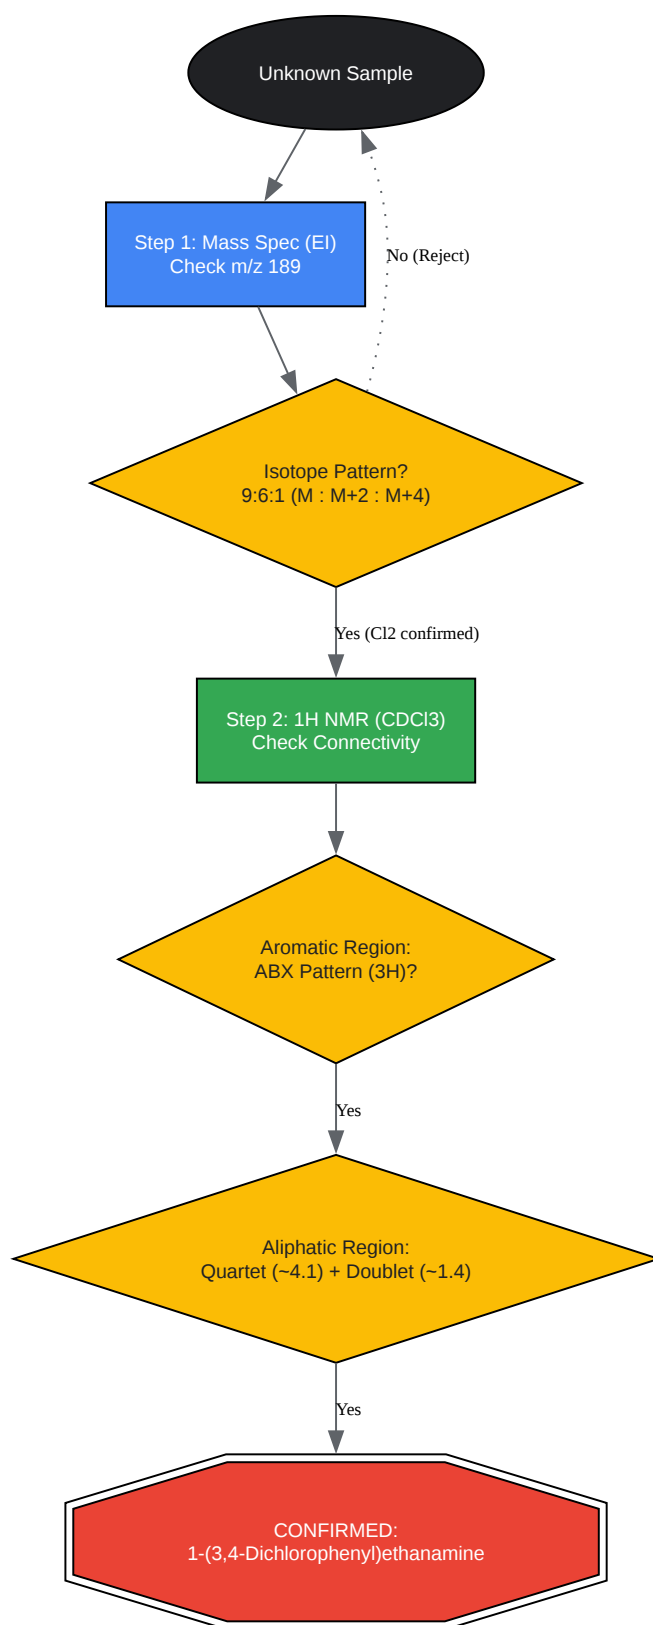 Unknown Sample
Step 1: Mass Spec (EI)
Check m/z 189
No (Reject)
Isotope Pattern?
9:6:1 (M : M+2 : M+4)
Yes (Cl2 confirmed)
Step 2: 1H NMR (CDCl3)
Check Connectivity
Aromatic Region:
ABX Pattern (3H)?
Yes
Aliphatic Region:
Quartet (~4.1) + Doublet (~1.4)
Yes
CONFIRMED:
1-(3,4-Dichlorophenyl)ethanamine